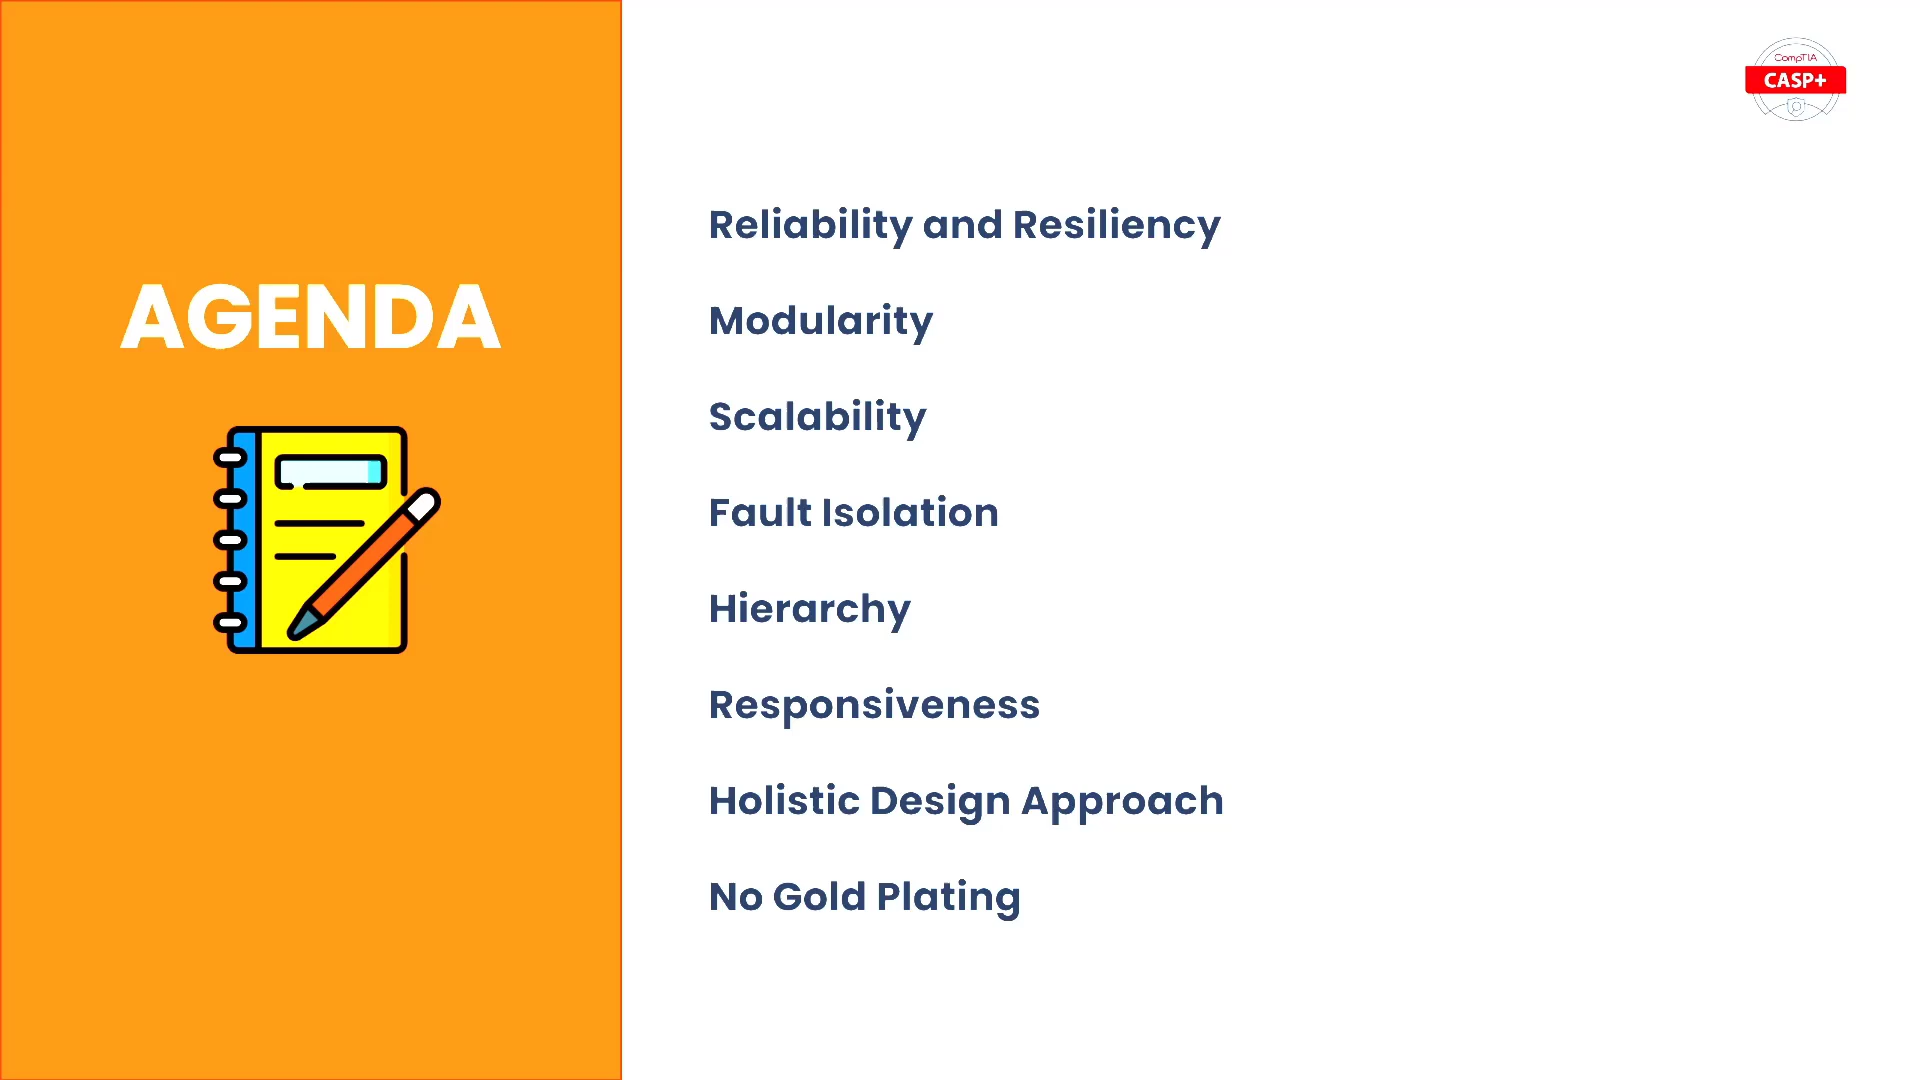 CompTIA
CASP+
AGENDA
Reliability and Resiliency
Modularity
Scalability
Fault Isolation
Hierarchy
Responsiveness
Holistic Design Approach
No Gold Plating